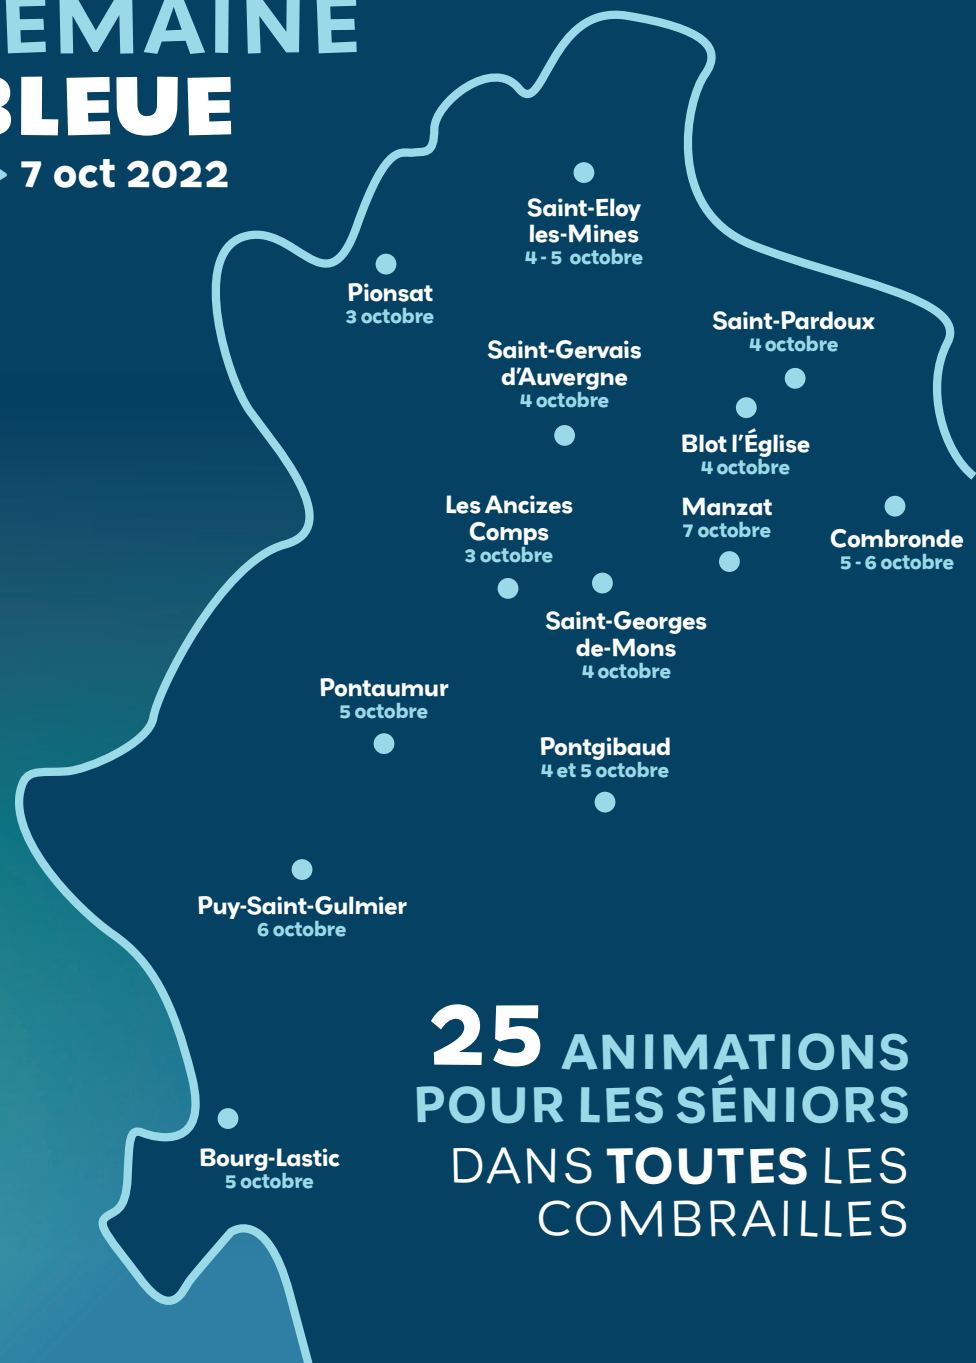 EMAINE
BLEUE
7 oct 2022
Saint-Eloy
les-Mines
4 - 5 octobre
Pionsat
3 octobre
Saint-Pardoux
4 octobre
Saint-Gervais
d'Auvergne
4 octobre
Blot l'Église
4 octobre
Les Ancizes
Comps
3 octobre
Manzat
7 octobre
Combronde
5 - 6 octobre
Saint-Georges
de-Mons
4 octobre
Pontaumur
5 octobre
Pontgibaud
4 et 5 octobre
Puy-Saint-Gulmier
6 octobre
25 ANIMATIONS
POUR LES SÉNIORS
DANS TOUTES LES
COMBRAILLES
Bourg-Lastic
5 octobre